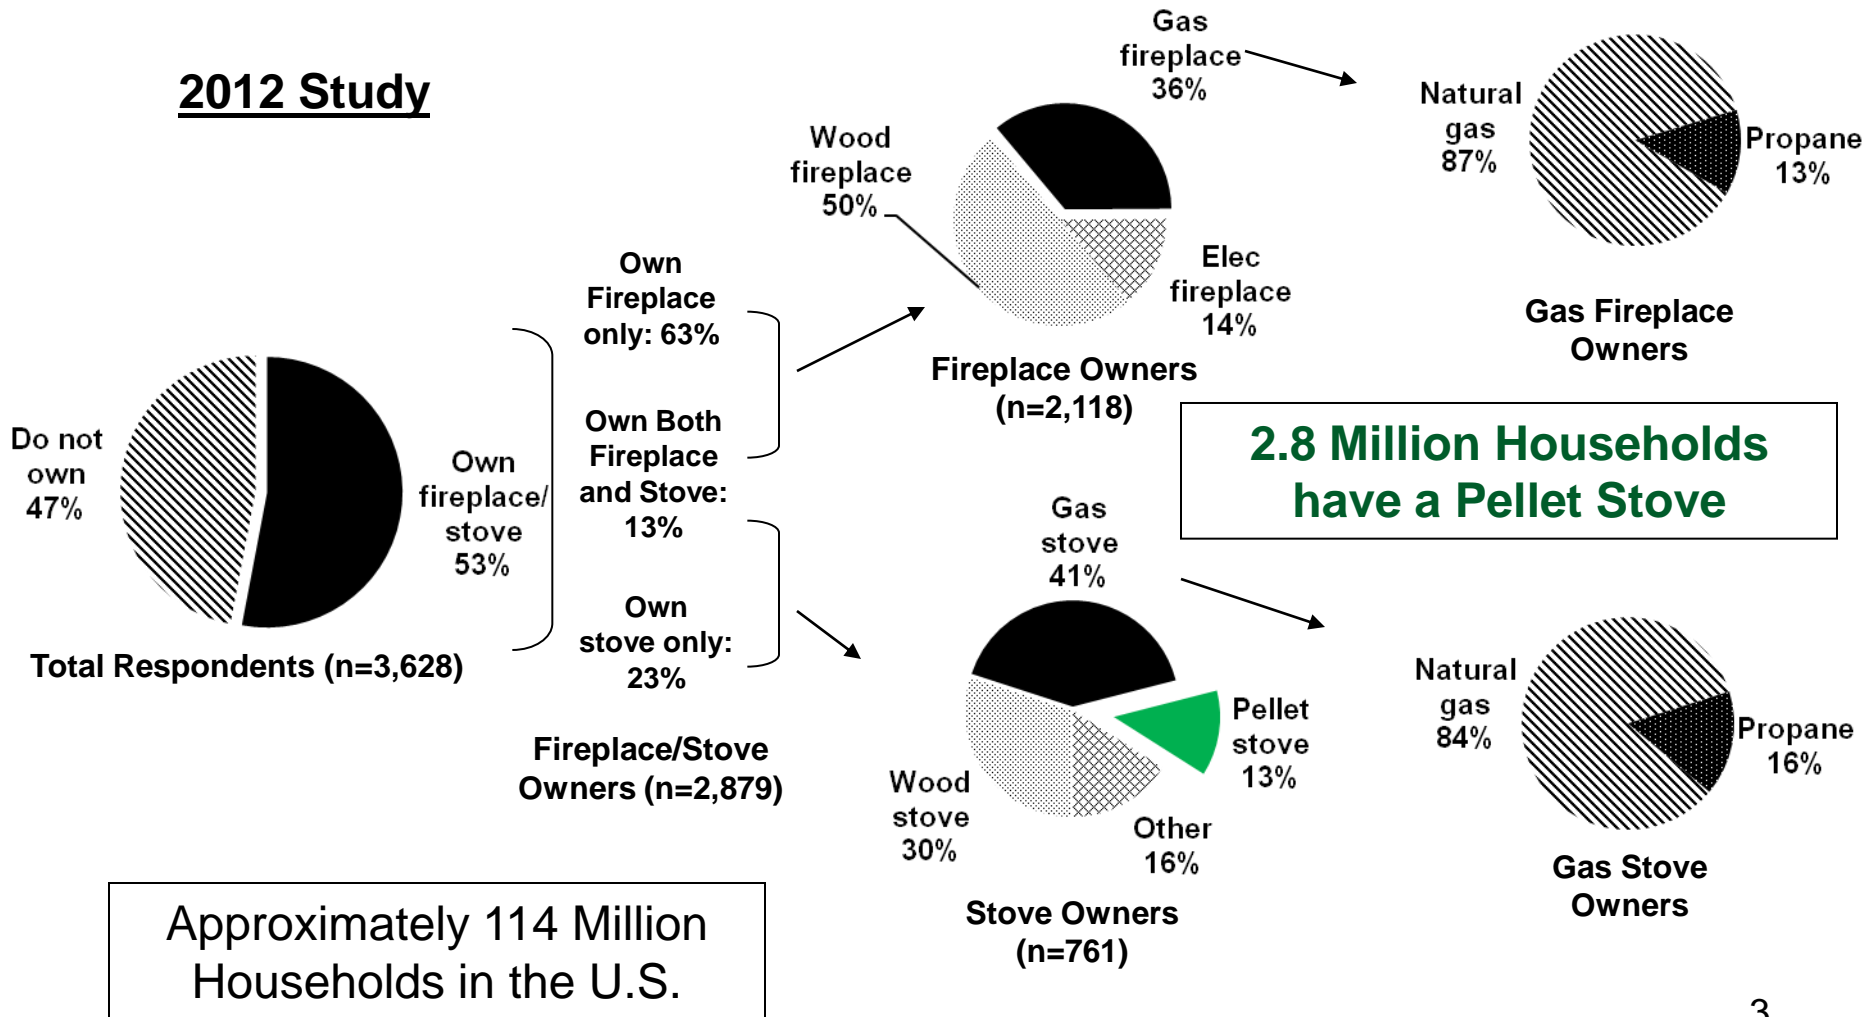 2012 Study
Do not
own
47%
Own
fireplace/
stove
53%
Total Respondents (n=3,628)
Own
Fireplace
only: 63%
Own Both
Fireplace
and Stove:
13%
Own
stove only:
23%
Fireplace/Stove
Owners (n=2,879)
Wood
fireplace
50%
Gas
fireplace
36%
Elec
fireplace
14%
Fireplace Owners
(n=2,118)
Natural
gas
87%
Propane
13%
Gas Fireplace
Owners
2.8 Million Households
have a Pellet Stove
Gas
stove
41%
Pellet
stove
13%
Wood
stove
30%
Other
16%
Stove Owners
(n=761)
Natural
gas
84%
Propane
16%
Gas Stove
Owners
Approximately 114 Million
Households in the U.S.
3